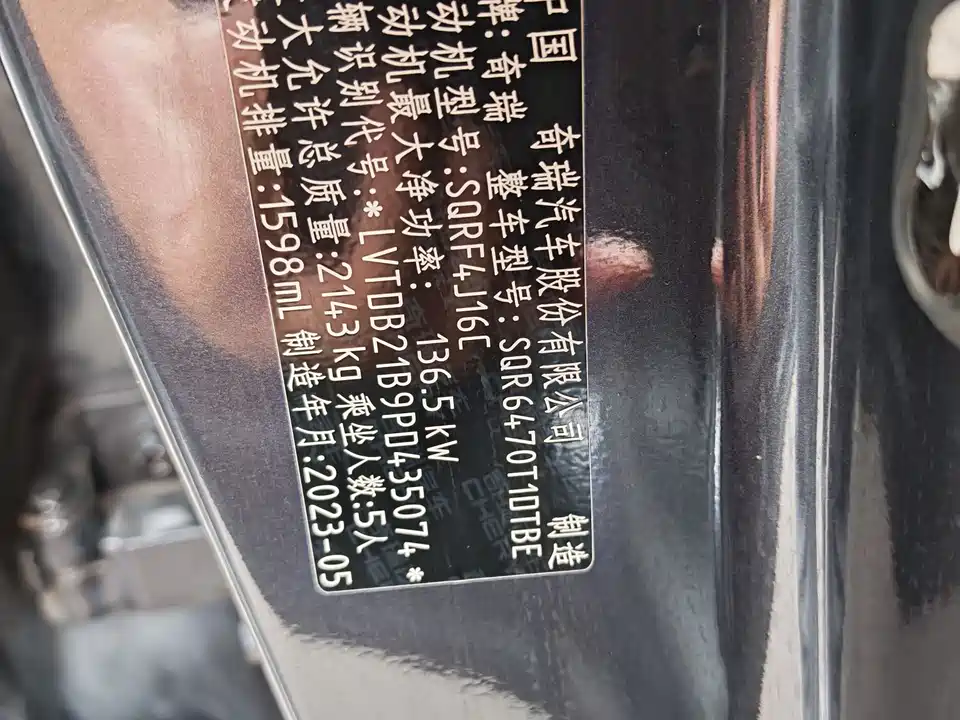 中国 奇瑞汽车股份有限公司 制造
牌: 奇瑞 整车型号: SQR6470T1DTBE
动机型号: SQRF4J16C
动机最大净功率: 136.5 kW
辆识别代号: *LVTDB21B9PD435074*
大允许总质量: 2143 kg 乘坐人数: 5人
动机排量: 1598ml 制造年月: 2023-05